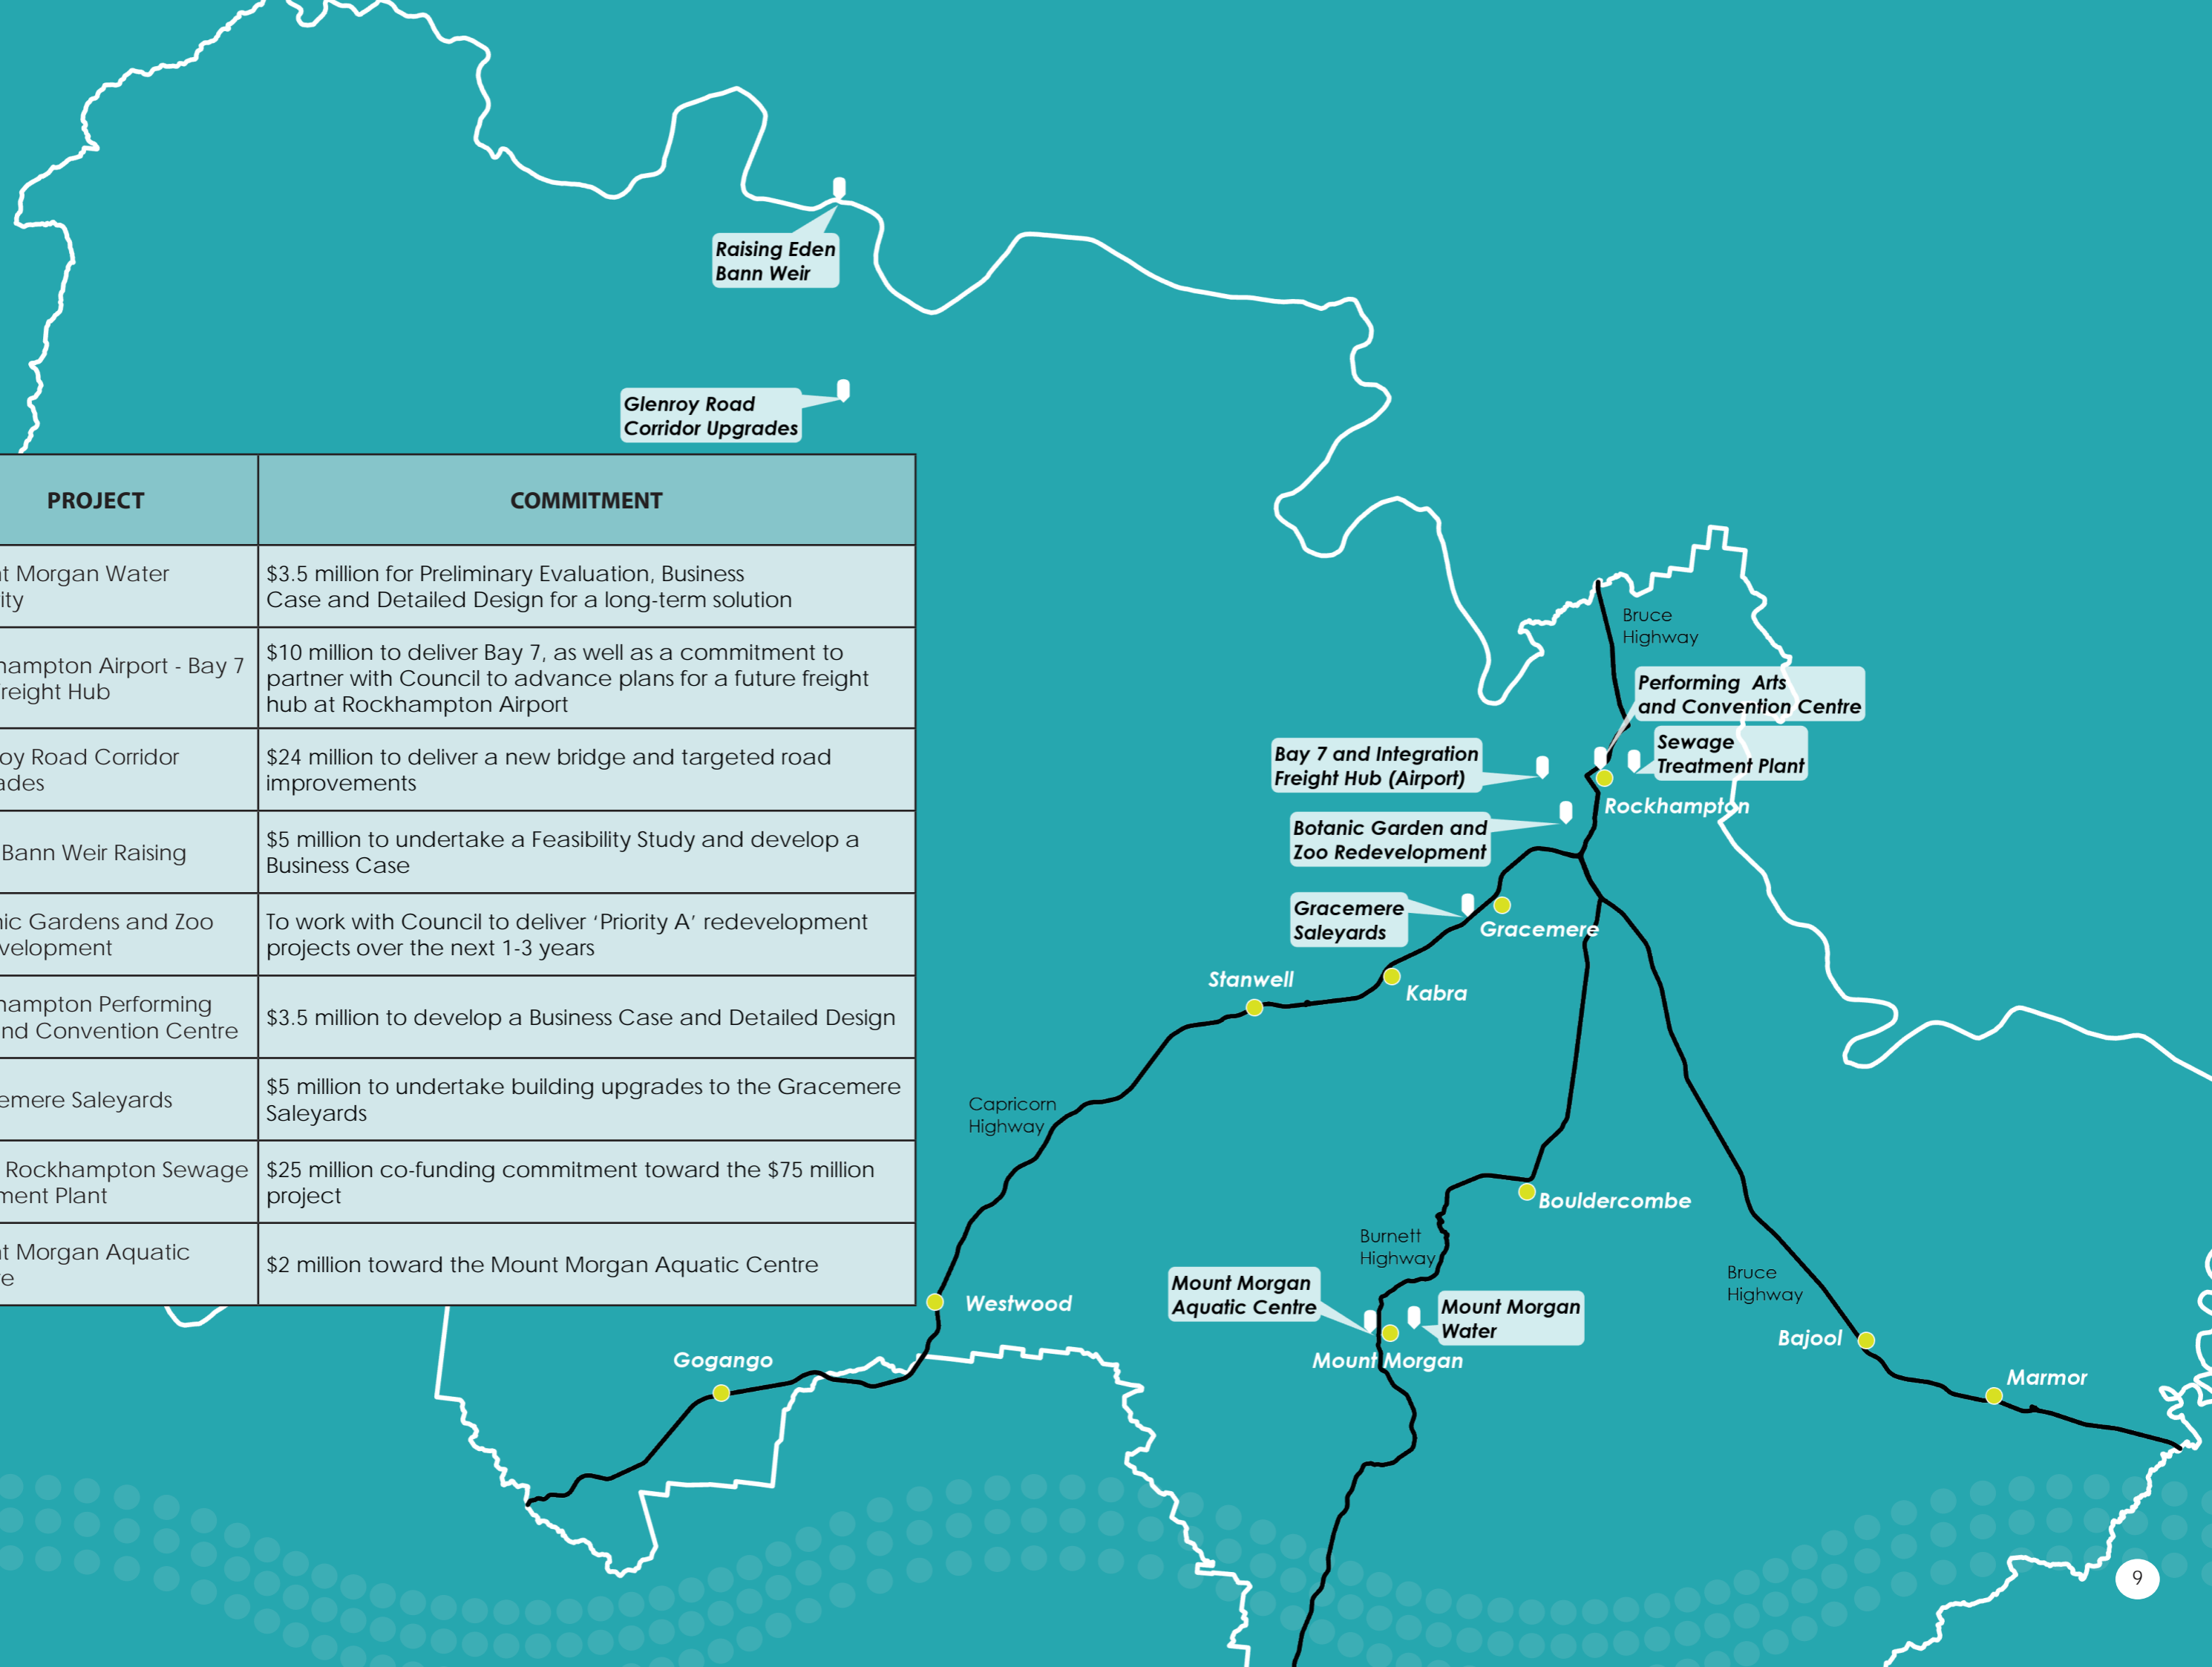 Raising Eden
Bann Weir
Glenroy Road
Corridor Upgrades
PROJECT COMMITMENT
t Morgan Water
ity
$3.5 million for Preliminary Evaluation, Business
Case and Detailed Design for a long-term solution
hampton Airport - Bay 7
reight Hub
$10 million to deliver Bay 7, as well as a commitment to
partner with Council to advance plans for a future freight
hub at Rockhampton Airport
oy Road Corridor
ades
$24 million to deliver a new bridge and targeted road
improvements
Bann Weir Raising
$5 million to undertake a Feasibility Study and develop a
Business Case
nic Gardens and Zoo
velopment
To work with Council to deliver ‘Priority A’ redevelopment
projects over the next 1-3 years
hampton Performing
nd Convention Centre
$3.5 million to develop a Business Case and Detailed Design
emere Saleyards
$5 million to undertake building upgrades to the Gracemere
Saleyards
Rockhampton Sewage
ment Plant
$25 million co-funding commitment toward the $75 million
project
t Morgan Aquatic
re
$2 million toward the Mount Morgan Aquatic Centre
Bruce
Highway
Performing Arts
and Convention Centre
Sewage
Treatment Plant
Bay 7 and Integration
Freight Hub (Airport)
Rockhampton
Botanic Garden and
Zoo Redevelopment
Gracemere
Saleyards
Gracemere
Stanwell
Kabra
Capricorn
Highway
Bouldercombe
Burnett
Highway
Bruce
Highway
Mount Morgan
Aquatic Centre
Mount Morgan
Water
Westwood
Bajool
Gogango
Mount Morgan
Marmor
9